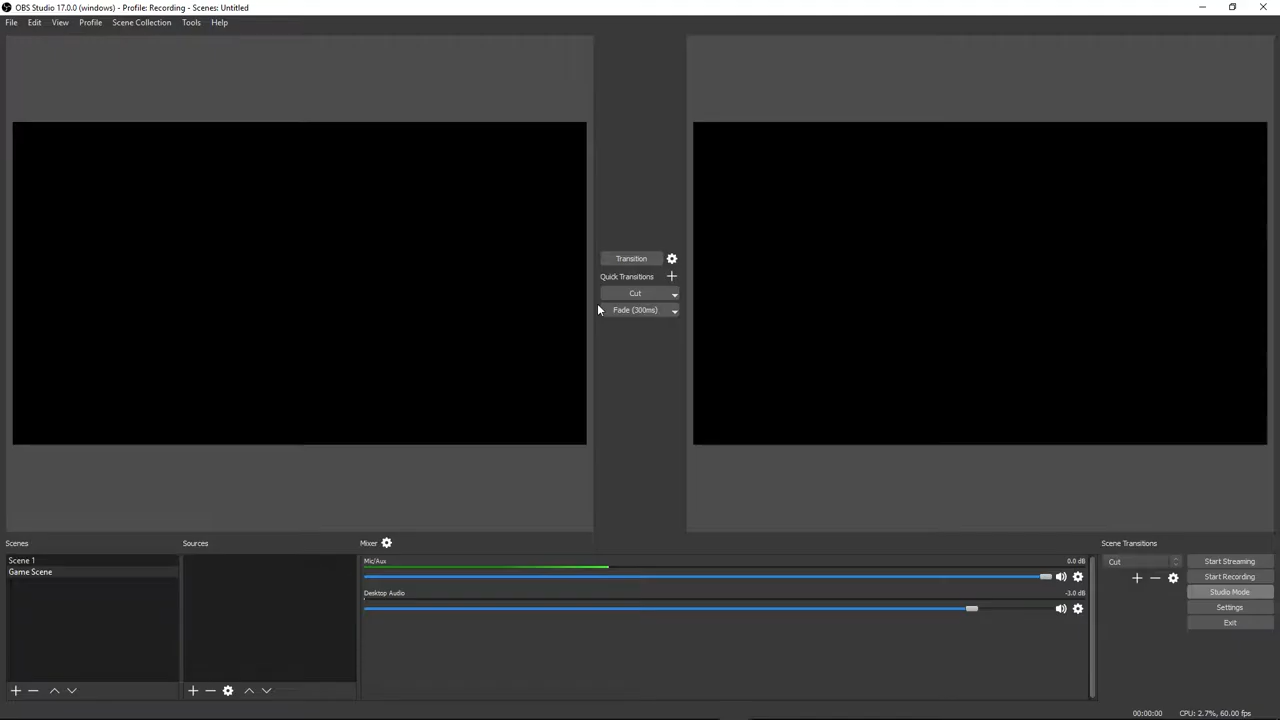 OBS Studio 17.0.0 (windows) - Profile: Recording - Scenes: Untitled
File Edit View Profile Scene Collection Tools Help
Transition
Quick Transitions
Cut
Fade (300ms)
Scenes
Scene 1
Game Scene
Sources
Mixer
Mic/Aux 0.0 dB
Desktop Audio -3.0 dB
Scene Transitions
Cut
Start Streaming
Start Recording
Studio Mode
Settings
Exit
00:00:00 CPU: 2.7%, 60.00 fps